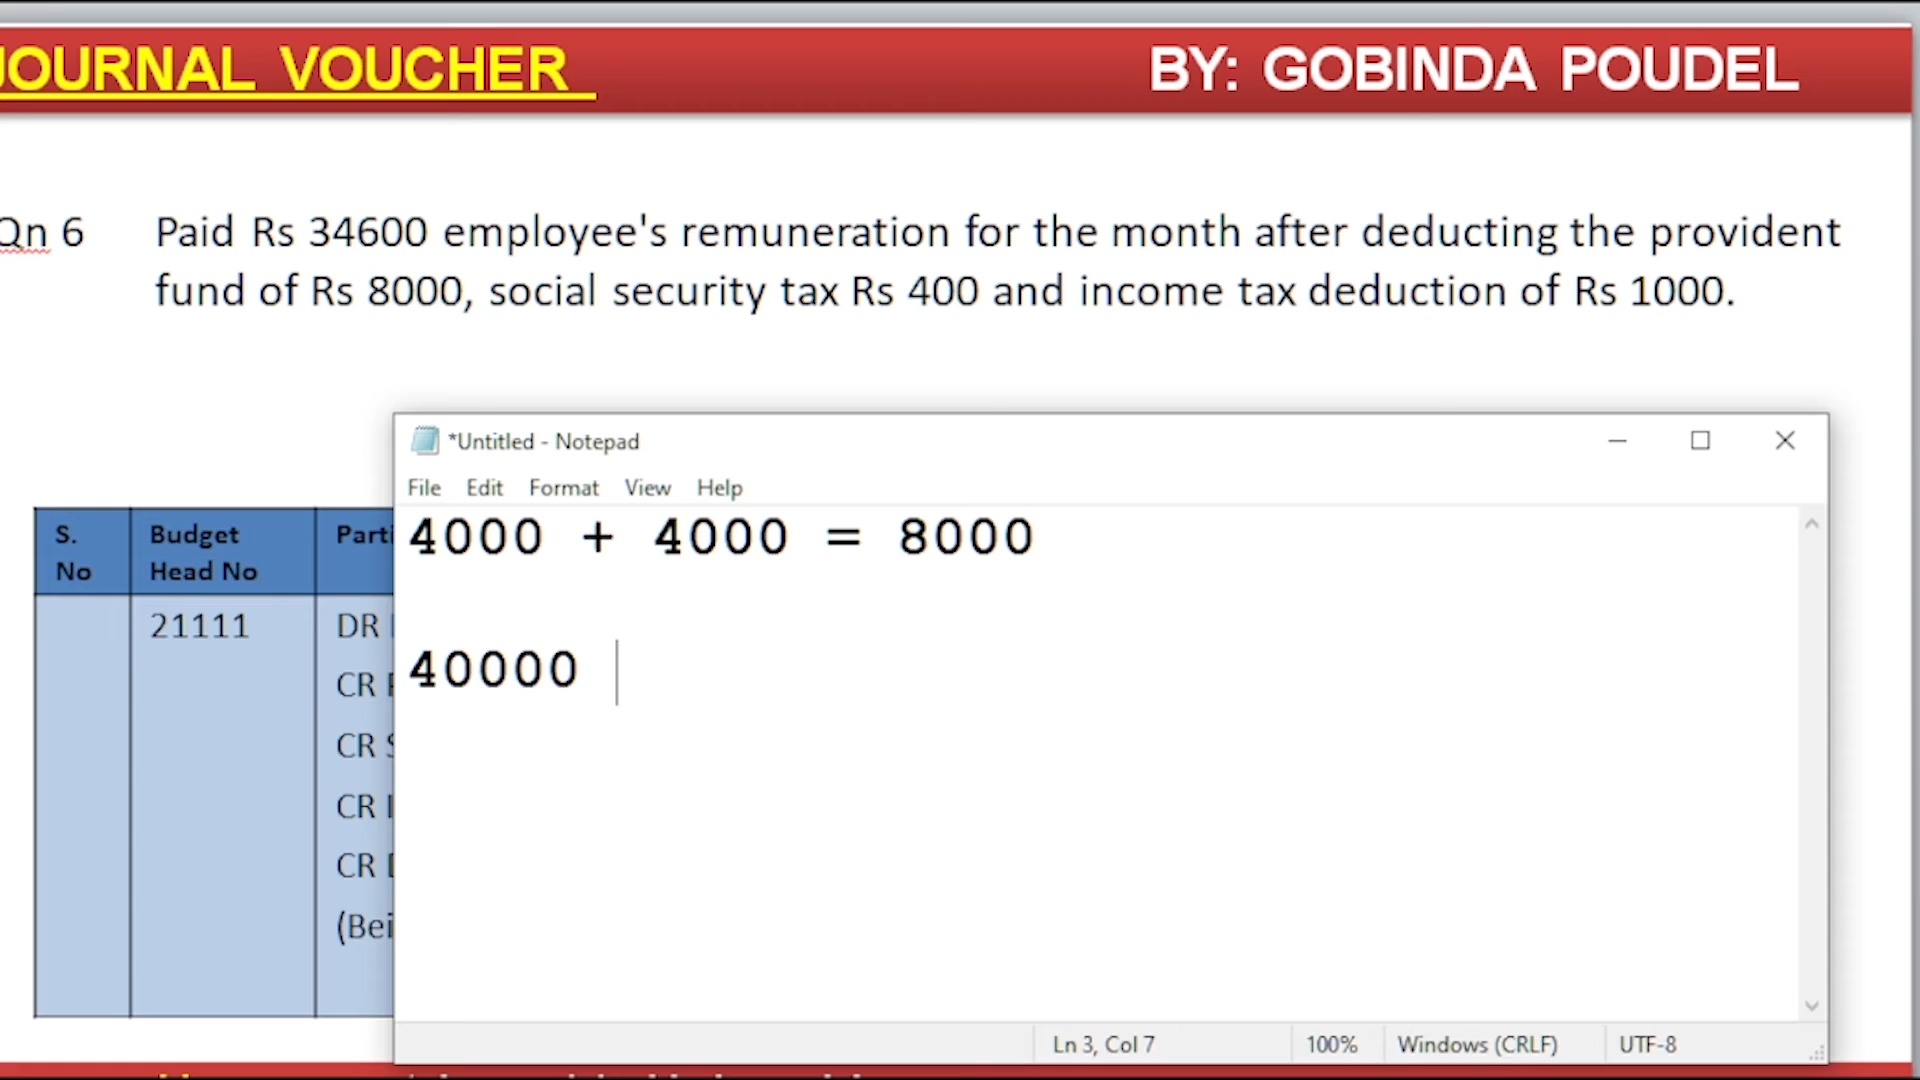 JOURNAL VOUCHER
BY: GOBINDA POUDEL
Qn 6
Paid Rs 34600 employee's remuneration for the month after deducting the provident
fund of Rs 8000, social security tax Rs 400 and income tax deduction of Rs 1000.
*Untitled - Notepad
File Edit Format View Help
S.
No
Budget
Head No
Parti
21111
DR
CR
CR
CR
CR
(Bei
4000 + 4000 = 8000
40000
Ln 3, Col 7
100%
Windows (CRLF)
UTF-8